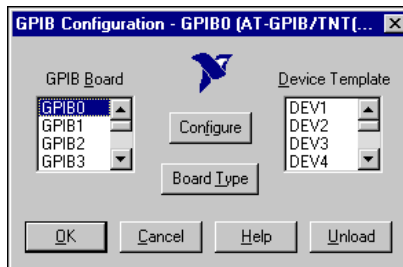 GPIB Configuration - GPIB0 (AT-GPIB/TNT(...
GPIB Board
Device Template
GPIB0
GPIB1
GPIB2
GPIB3
Configure
Board Type
DEV1
DEV2
DEV3
DEV4
OK
Cancel
Help
Unload